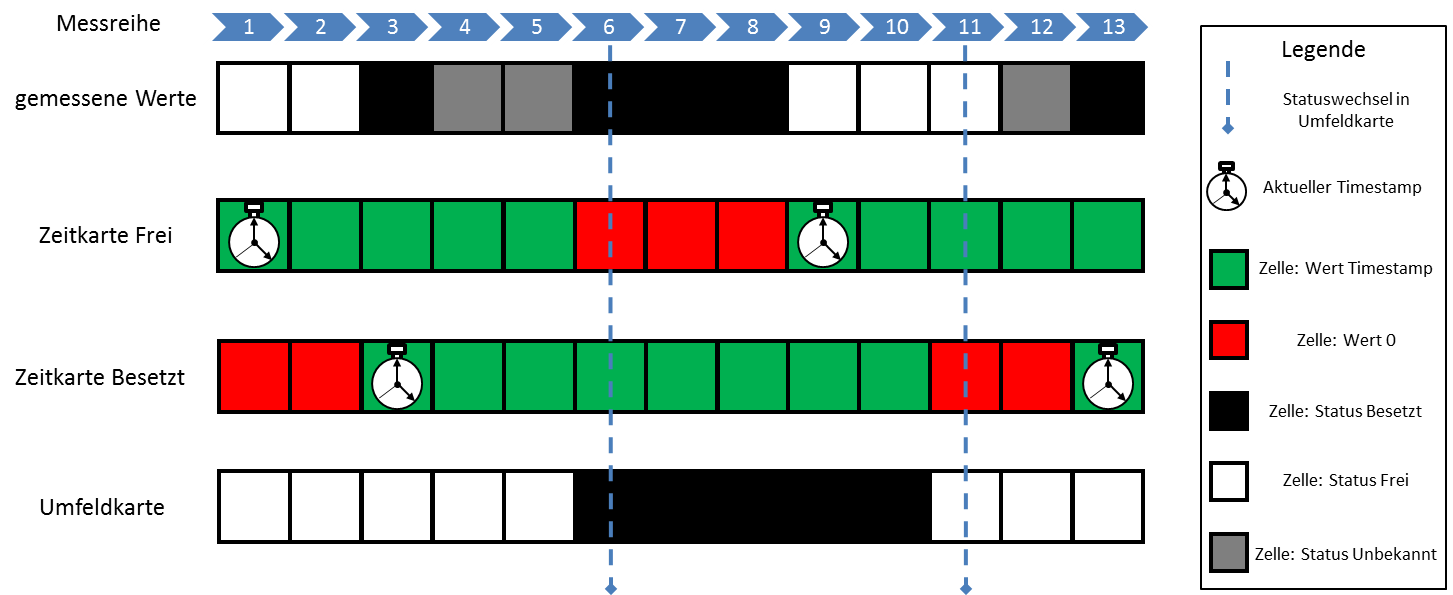 Messreihe 1 2 3 4 5 6 7 8 9 10 11 12 13
gemessene Werte
Zeitkarte Frei
Zeitkarte Besetzt
Umfeldkarte
Legende
Statuswechsel in
Umfeldkarte
Aktueller Timestamp
Zelle: Wert Timestamp
Zelle: Wert 0
Zelle: Status Besetzt
Zelle: Status Frei
Zelle: Status Unbekannt